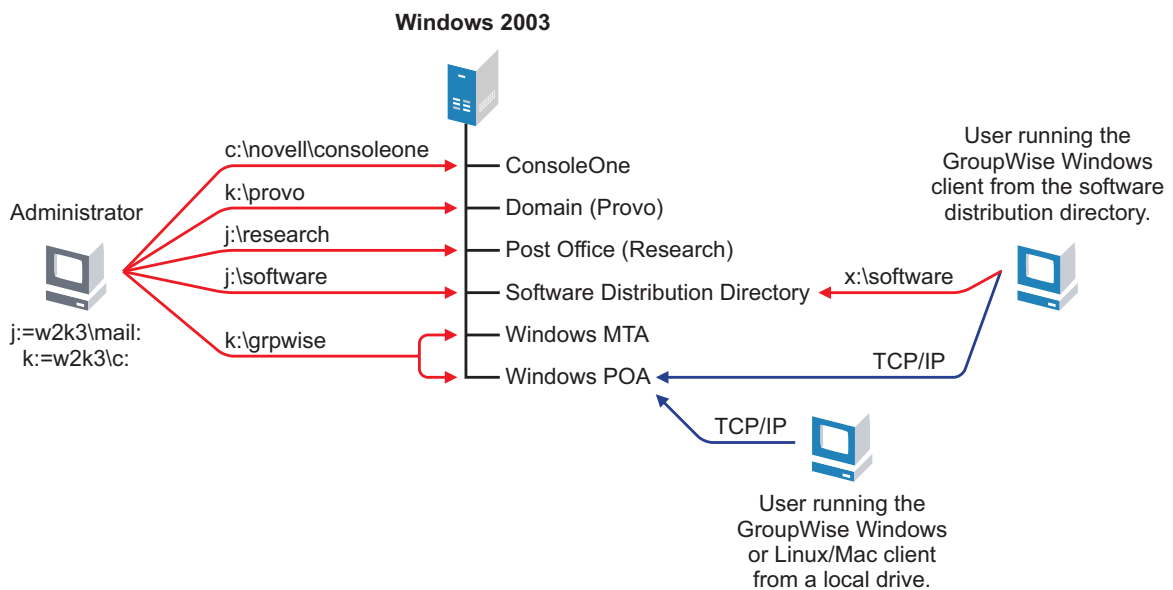 Windows 2003
c:\novell\consoleone
ConsoleOne
k:\provo
Domain (Provo)
j:\research
Post Office (Research)
j:\software
Software Distribution Directory
k:\grpwise
Windows MTA
Windows POA
Administrator
j:=w2k3\mail:
k:=w2k3\c:
User running the
GroupWise Windows
client from the software
distribution directory.
x:\software
TCP/IP
TCP/IP
User running the
GroupWise Windows
or Linux/Mac client
from a local drive.